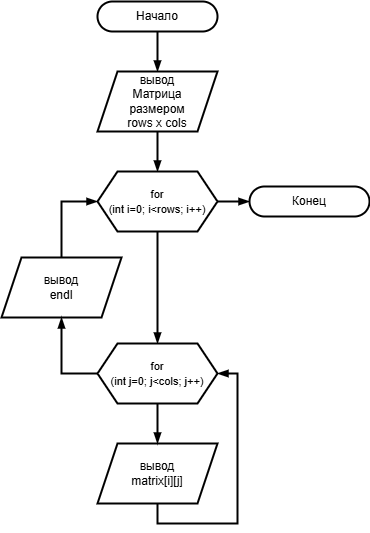 Начало
вывод
Матрица
размером
rows x cols
for
(int i=0; i<rows; i++)
Конец
вывод
endl
for
(int j=0; j<cols; j++)
вывод
matrix[i][j]